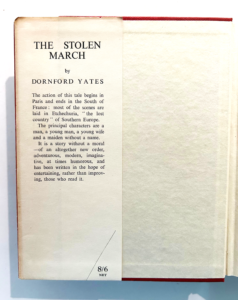 THE STOLEN
MARCH
by
DORNFORD YATES
The action of this tale begins in
Paris and ends in the South of
France: most of the scenes are
laid in Etchechuria, "the lost
country" of Southern Europe.
The principal characters are a
man, a young man, a young wife
and a maiden without a name.
It is a story without a moral
—of an altogether new order,
adventurous, modern, imagina-
tive, at times humorous, and
has been written in the hope of
entertaining, rather than improv-
ing, those who read it.
8/6
NET